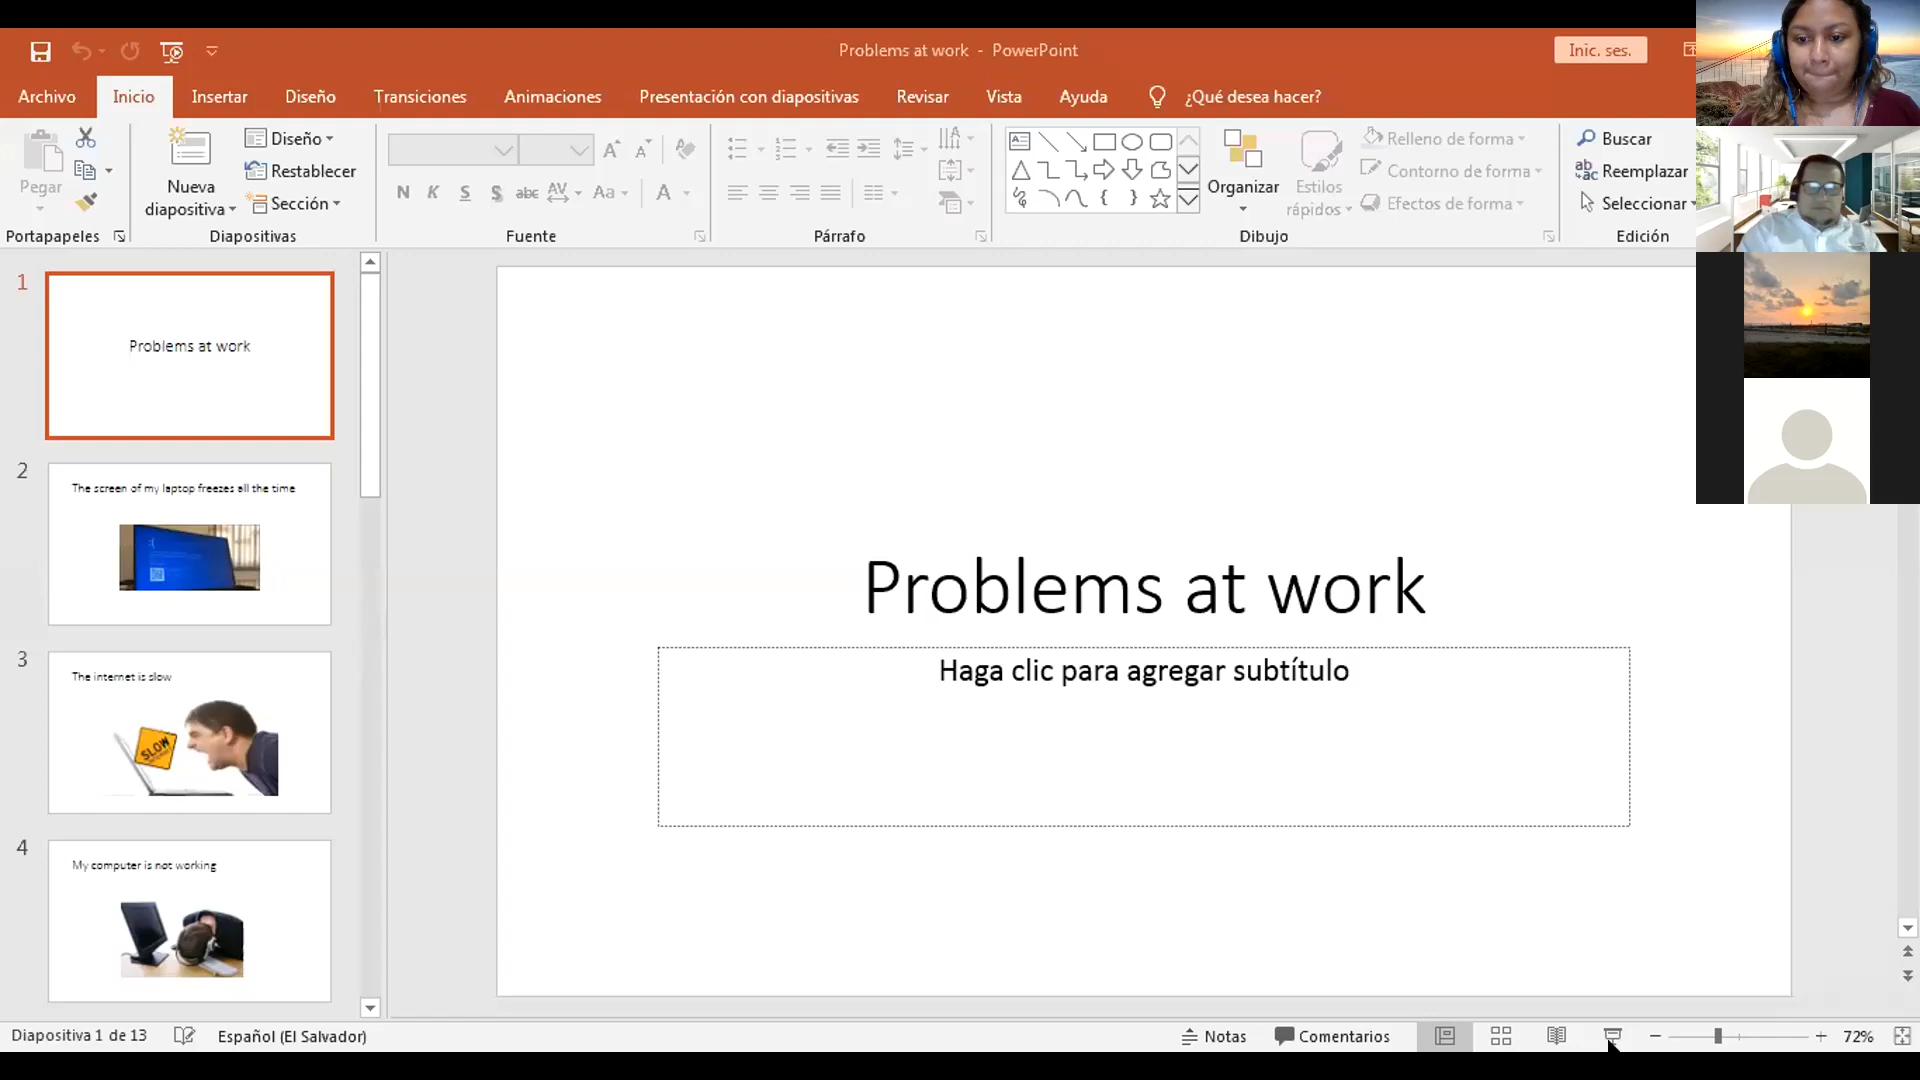 Problems at work - PowerPoint
Inic. ses.
Archivo
Inicio
Insertar
Diseño
Transiciones
Animaciones
Presentación con diapositivas
Revisar
Vista
Ayuda
¿Qué desea hacer?
Pegar
Nueva
diapositiva
Diseño
Restablecer
Sección
N K S S abc AV Aa A
Organizar
Estilos
rápidos
Relleno de forma
Contorno de forma
Efectos de forma
Buscar
Reemplazar
Seleccionar
Portapapeles
Diapositivas
Fuente
Párrafo
Dibujo
Edición
1
Problems at work
2
The screen of my laptop freezes all the time
3
The internet is slow
SLOW
4
My computer is not working
Problems at work
Haga clic para agregar subtítulo
Diapositiva 1 de 13
Español (El Salvador)
Notas
Comentarios
72%